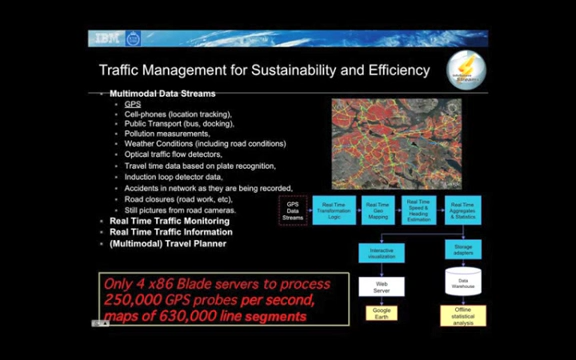 IBM
Traffic Management for Sustainability and Efficiency
• Multimodal Data Streams
• GPS
• Cell-phones (location tracking),
• Public Transport (bus, docking),
• Pollution measurements,
• Weather Conditions (including road conditions)
• Optical traffic flow detectors,
• Travel time data based on plate recognition,
• Induction loop detector data,
• Accidents in network as they are being recorded,
• Road closures (road work, etc),
• Still pictures from road cameras.
• Real Time Traffic Monitoring
• Real Time Traffic Information
• (Multimodal) Travel Planner
GPS
Data
Streams
Real Time
Transformation
Logic
Real Time
Geo
Mapping
Real Time
Speed &
Heading
Estimation
Real Time
Aggregates
& Statistics
Interactive
visualization
Storage
adapters
Web
Server
Data
Warehouse
Google
Earth
Offline
statistical
analysis
Only 4 x86 Blade servers to process
250,000 GPS probes per second,
maps of 630,000 line segments